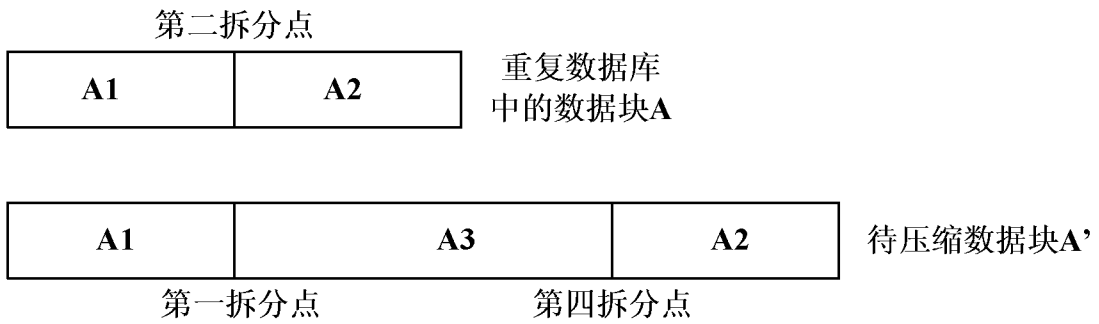 第二拆分点
A1
A2
重复数据库
中的数据块A
A1
A3
A2
待压缩数据块A’
第一拆分点
第四拆分点